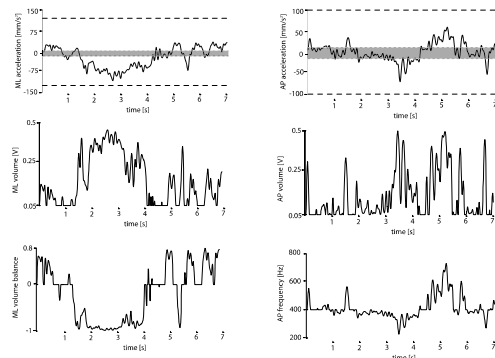 150
75
0
-75
-150
ML acceleration [mm/s²]
1 2 3 4 5 6 7
time [s]
100
50
0
-50
-100
AP acceleration [mm/s²]
1 2 3 4 5 6 7
time [s]
0.5
0.25
0.05
ML volume [V]
1 2 3 4 5 6 7
time [s]
0.5
0.25
0.05
AP volume [V]
1 2 3 4 5 6 7
time [s]
0.8
0
-1
ML volume balance
1 2 3 4 5 6 7
time [s]
800
600
400
200
AP frequency [Hz]
1 2 3 4 5 6 7
time [s]